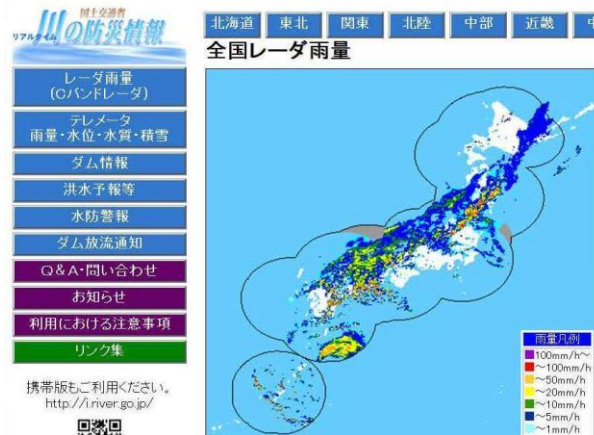 国土交通省
リアルタイム 川の防災情報
レーダ雨量
(Cバンドレーダ)
テレメータ
雨量・水位・水質・積雪
ダム情報
洪水予報等
水防警報
ダム放流通知
Q&A・問い合わせ
お知らせ
利用における注意事項
リンク集
携帯版もご利用ください。
http://i.river.go.jp/
北海道
東北
関東
北陸
中部
近畿
中
全国レーダ雨量
雨量凡例
100mm/h～
～100mm/h
～50mm/h
～20mm/h
～10mm/h
～5mm/h
～1mm/h